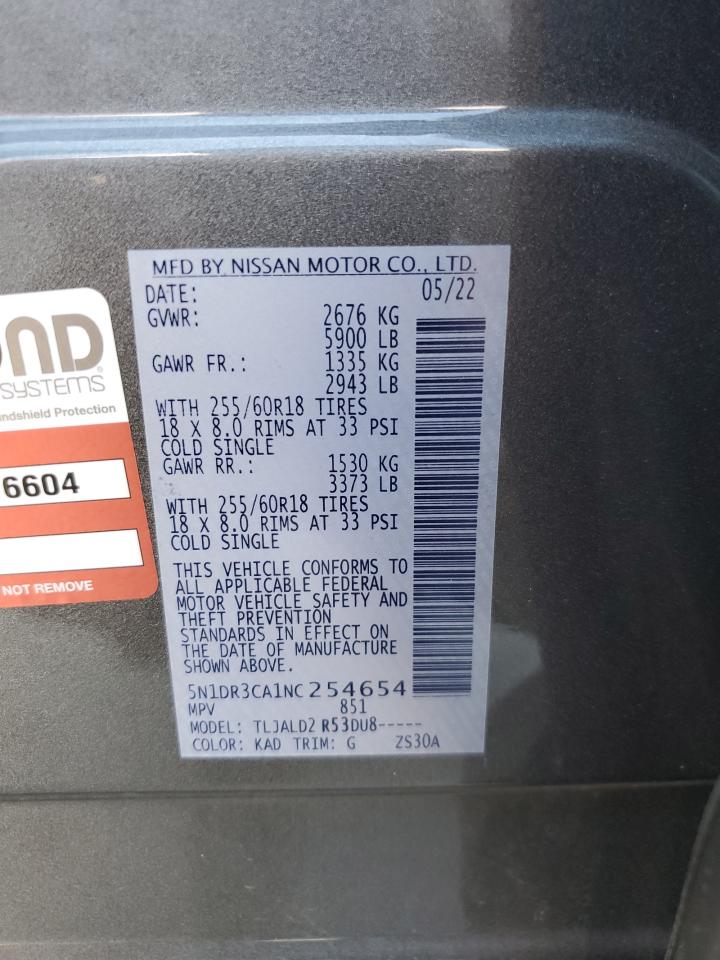 MFD BY NISSAN MOTOR CO., LTD.
DATE: 05/22
GVWR: 2676 KG
5900 LB
GAWR FR.: 1335 KG
2943 LB
WITH 255/60R18 TIRES
18 X 8.0 RIMS AT 33 PSI
COLD SINGLE
GAWR RR.: 1530 KG
3373 LB
WITH 255/60R18 TIRES
18 X 8.0 RIMS AT 33 PSI
COLD SINGLE
THIS VEHICLE CONFORMS TO
ALL APPLICABLE FEDERAL
MOTOR VEHICLE SAFETY AND
THEFT PREVENTION
STANDARDS IN EFFECT ON
THE DATE OF MANUFACTURE
SHOWN ABOVE.
5N1DR3CA1NC254654
MPV 851
MODEL: TLJALD2 R53DU8-----
COLOR: KAD TRIM: G ZS30A
OND
SYSTEMS
ndshield Protection
6604
NOT REMOVE